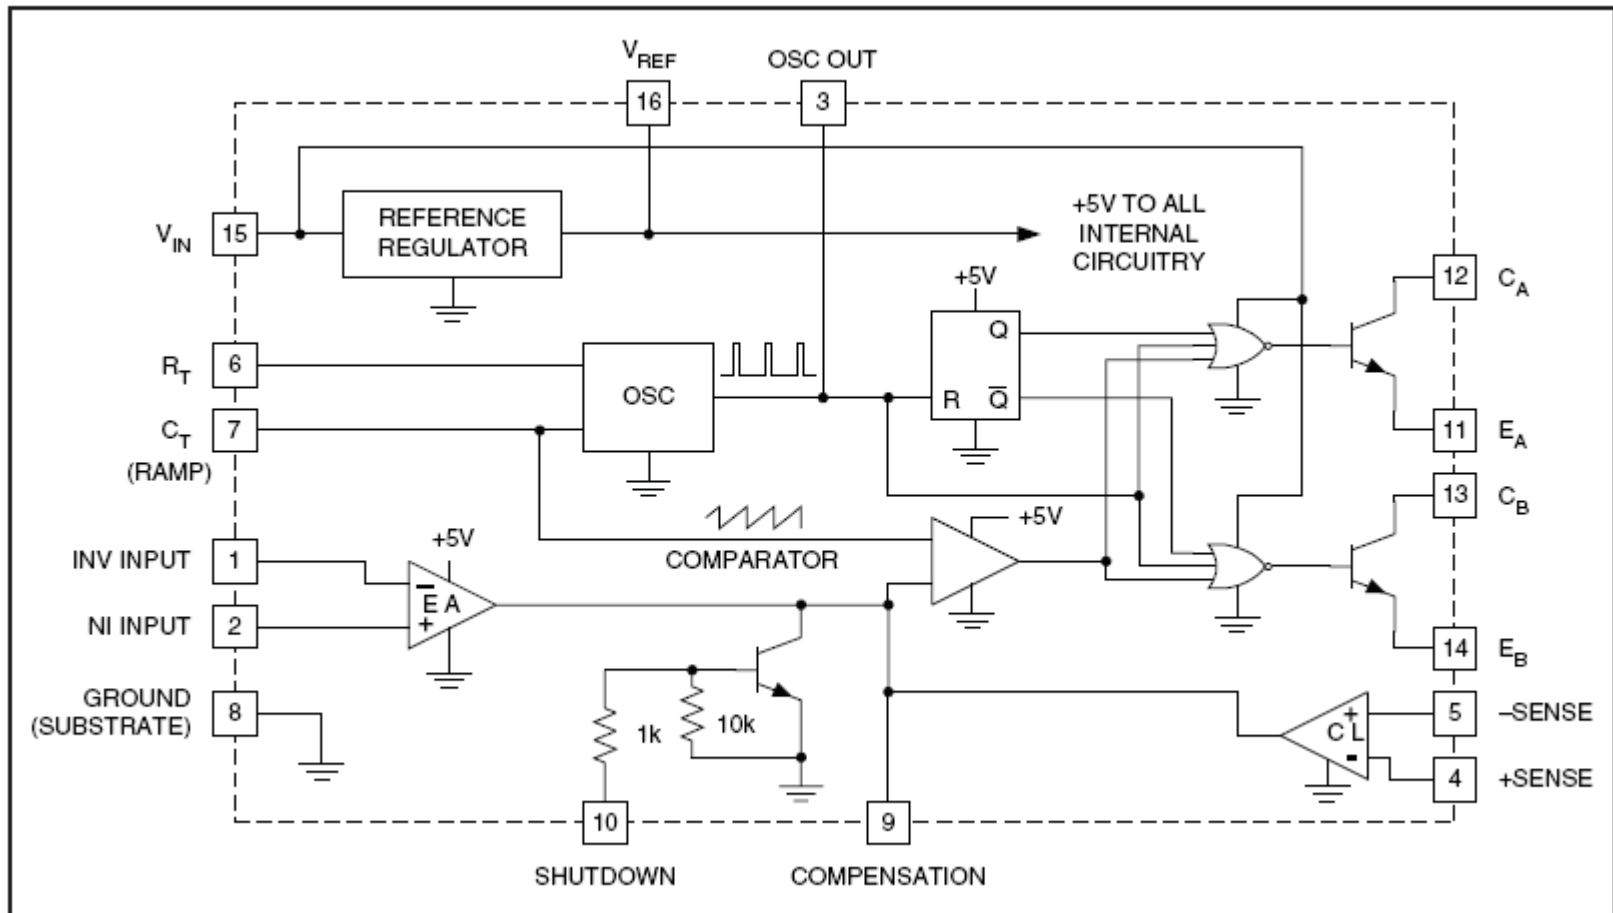 VREF
OSC OUT
16
3
VIN
15
REFERENCE
REGULATOR
+5V TO ALL
INTERNAL
CIRCUITRY
+5V
12
CA
Q
RT
6
OSC
R
Q̅
CT
7
(RAMP)
11
EA
13
CB
+5V
COMPARATOR
INV INPUT
1
+5V
−
E A
+
NI INPUT
2
14
EB
GROUND
(SUBSTRATE)
8
1k
10k
+
C L
-
5
–SENSE
4
+SENSE
10
9
SHUTDOWN
COMPENSATION